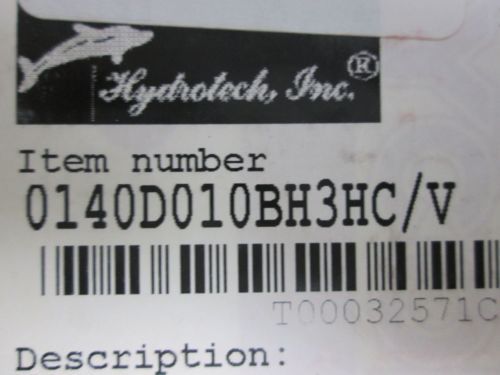 Hydrotech, Inc.®
Item number
0140D010BH3HC/V
T00032571C
Description: